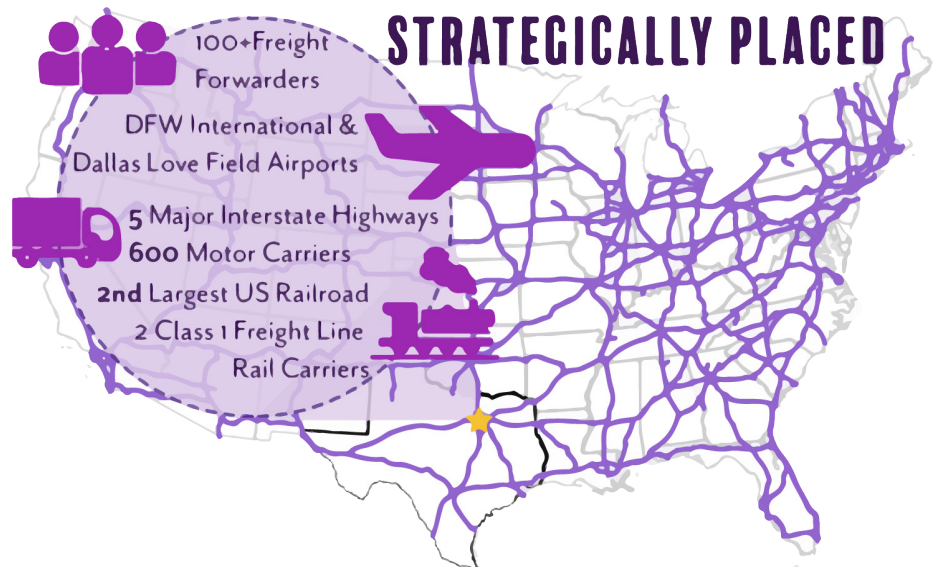 STRATEGICALLY PLACED
100+Freight
Forwarders
DFW International &
Dallas Love Field Airports
5 Major Interstate Highways
600 Motor Carriers
2nd Largest US Railroad
2 Class 1 Freight Line
Rail Carriers